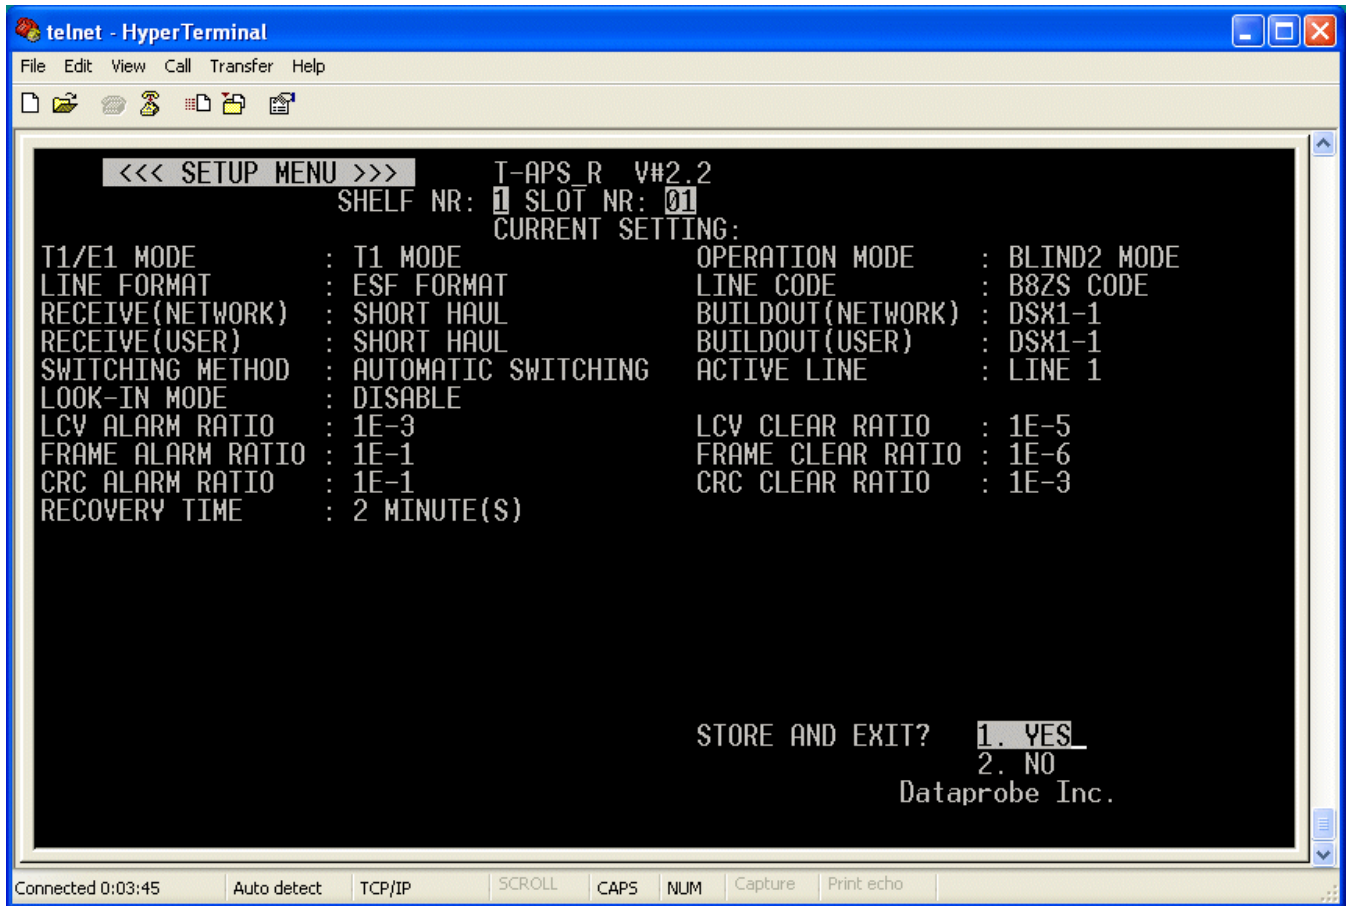 telnet - HyperTerminal
File Edit View Call Transfer Help
<<< SETUP MENU >>> T-APS_R V#2.2
SHELF NR: 1 SLOT NR: 01
CURRENT SETTING:
T1/E1 MODE : T1 MODE OPERATION MODE : BLIND2 MODE
LINE FORMAT : ESF FORMAT LINE CODE : B8ZS CODE
RECEIVE(NETWORK) : SHORT HAUL BUILDOUT(NETWORK) : DSX1-1
RECEIVE(USER) : SHORT HAUL BUILDOUT(USER) : DSX1-1
SWITCHING METHOD : AUTOMATIC SWITCHING ACTIVE LINE : LINE 1
LOOK-IN MODE : DISABLE
LCV ALARM RATIO : 1E-3 LCV CLEAR RATIO : 1E-5
FRAME ALARM RATIO : 1E-1 FRAME CLEAR RATIO : 1E-6
CRC ALARM RATIO : 1E-1 CRC CLEAR RATIO : 1E-3
RECOVERY TIME : 2 MINUTE(S)
STORE AND EXIT? 1. YES_
2. NO
Dataprobe Inc.
Connected 0:03:45 Auto detect TCP/IP SCROLL CAPS NUM Capture Print echo